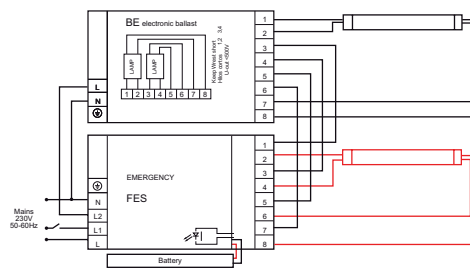 BE electronic ballast
LAMP
LAMP
1 2 3 4 5 6 7 8
Keep Wires! short 1,2 3,4
Hilos cortos
U-out <500V
L
N
1
2
3
4
5
6
7
8
EMERGENCY
FES
N
L2
L1
L
1
2
3
4
5
6
7
8
Mains
230V
50-60Hz
Battery